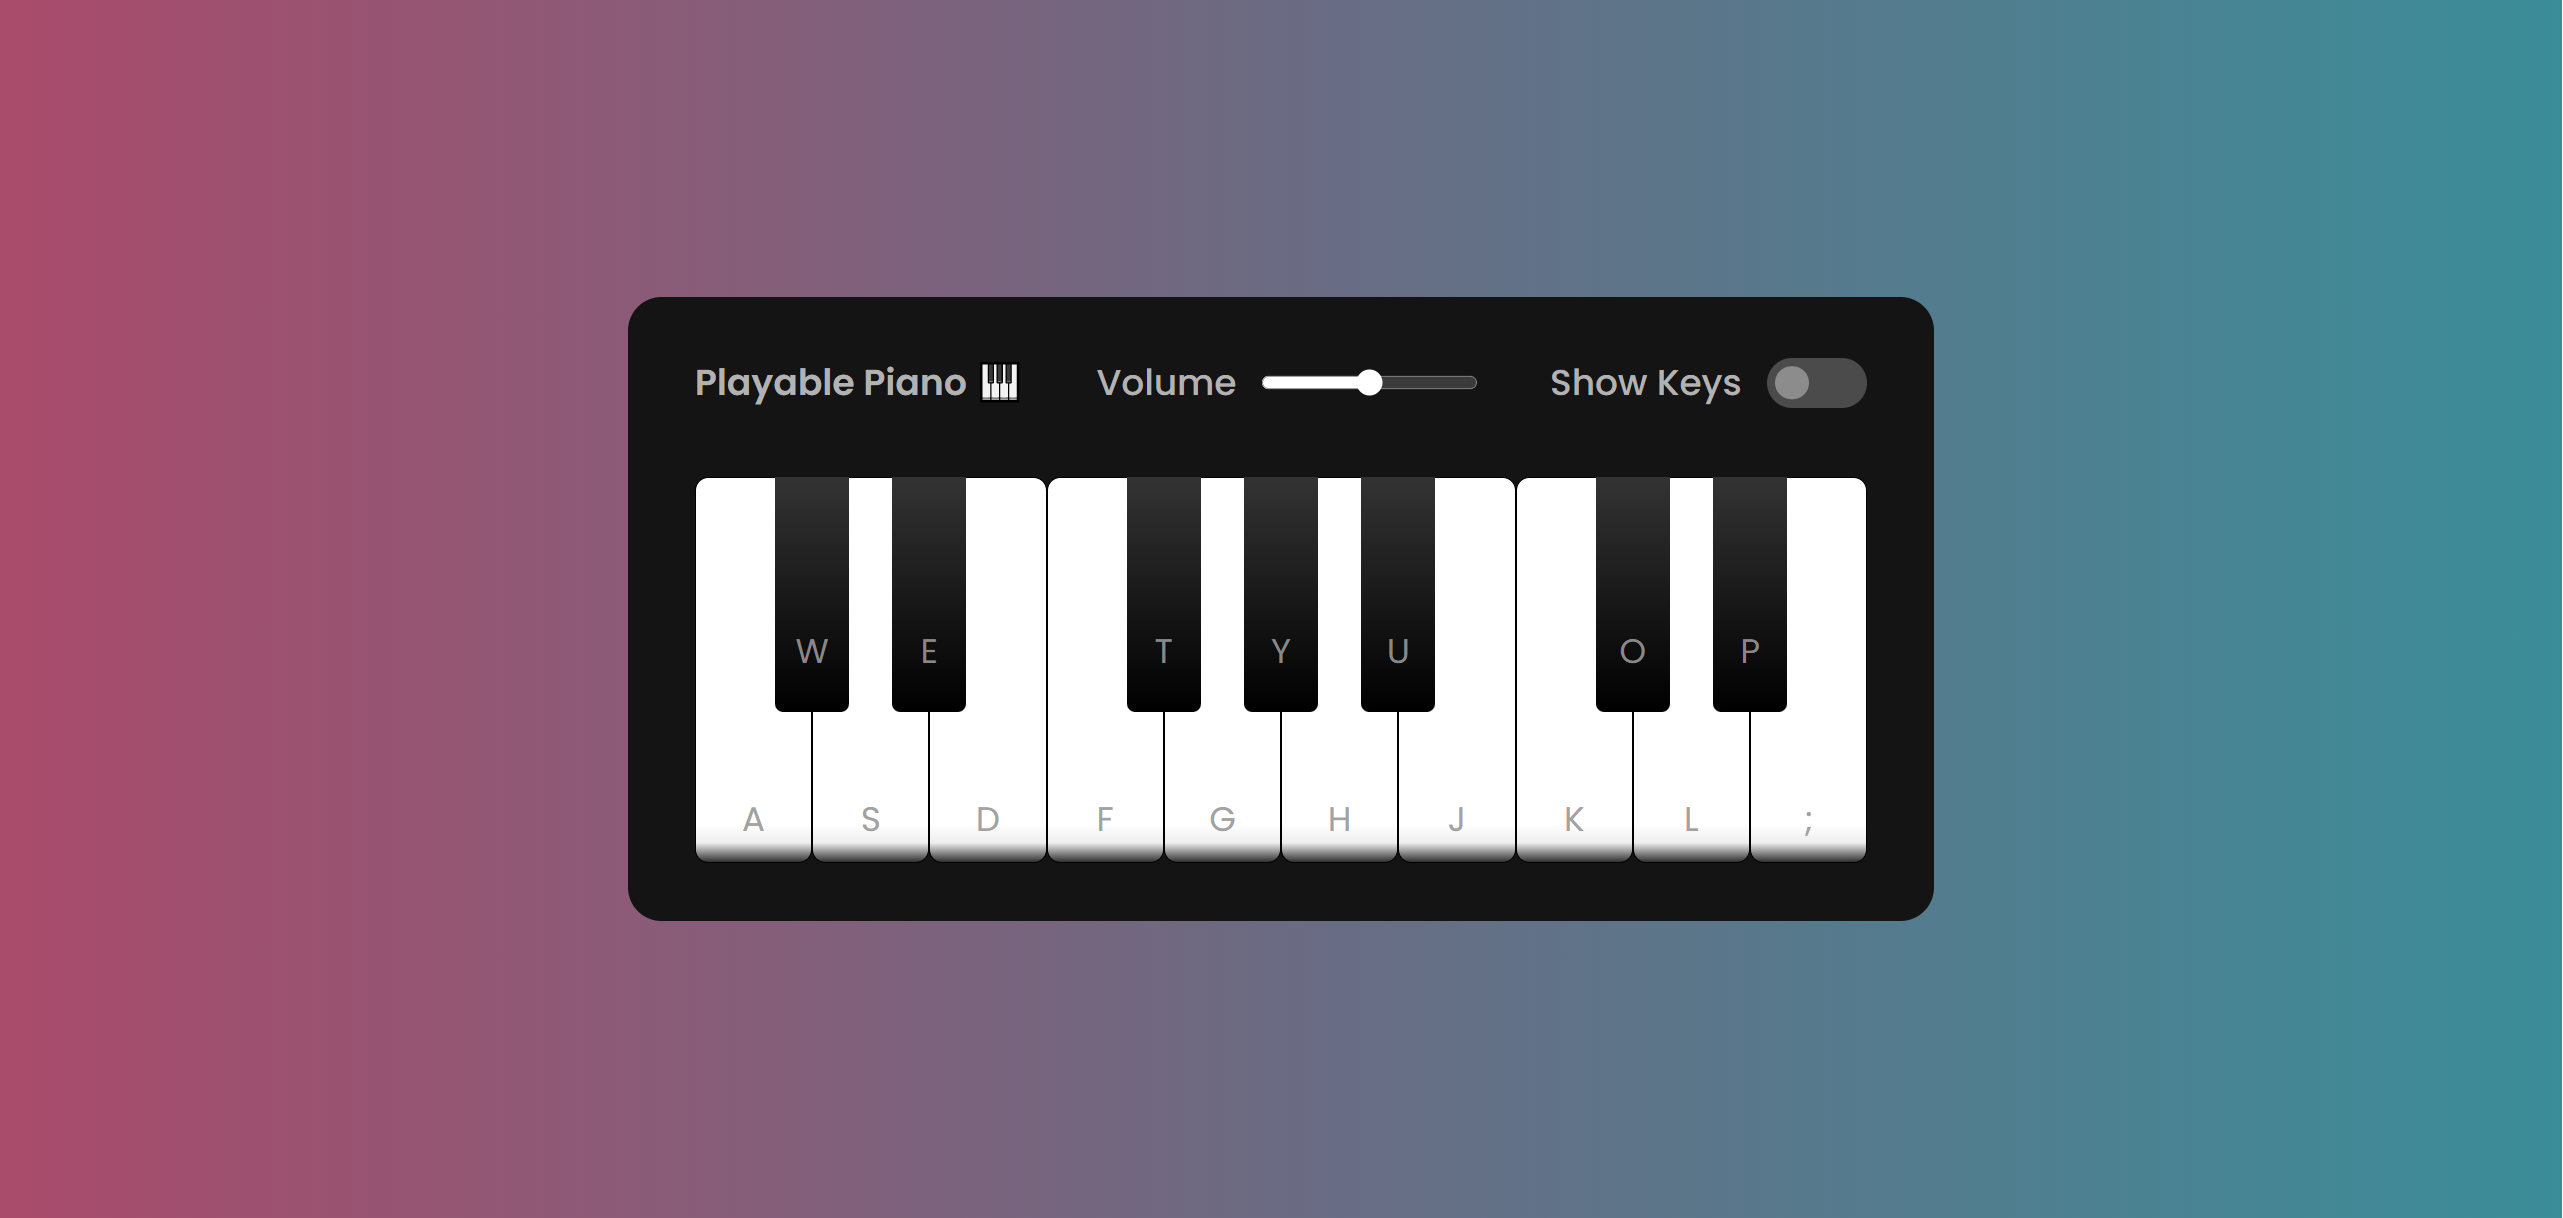 Playable Piano 🎹 Volume Show Keys
W E T Y U O P
A S D F G H J K L ;